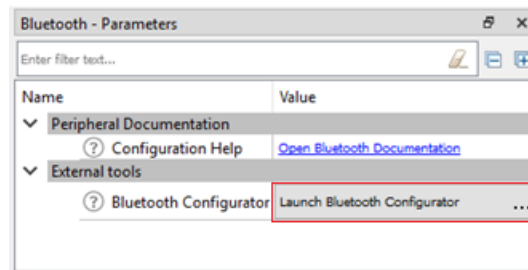 Bluetooth - Parameters
Enter filter text...
Name Value
Peripheral Documentation
? Configuration Help Open Bluetooth Documentation
External tools
? Bluetooth Configurator Launch Bluetooth Configurator ...